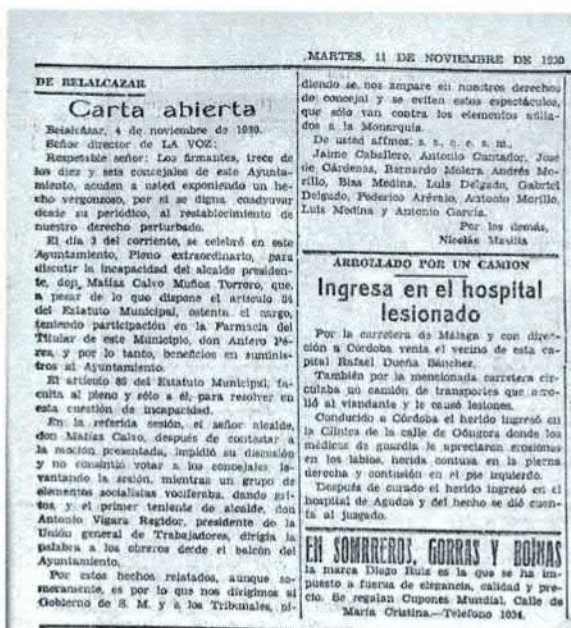 MARTES, 11 DE NOVIEMBRE DE 1930
DE BELALCAZAR
Carta abierta
Belalcázar, 4 de noviembre de 1930.
Señor director de LA VOZ:
Respetable señor: Los firmantes, trece de
los diez y seis concejales de este Ayunta-
miento, acuden a usted exponiendo un he-
cho vergonzoso, por si se digna coadyuvar
desde su periódico, al restablecimiento de
nuestro derecho perturbado.
El día 3 del corriente, se celebró en este
Ayuntamiento, Pleno extraordinario, para
discutir la incapacidad del alcalde presiden-
te, don Matías Calvo Muñoz Torrero, que,
a pesar de lo que dispone el artículo 84
del Estatuto Municipal, ostenta el cargo,
teniendo participación en la Farmacia del
Titular de este Municipio, don Antero Pé-
rea, y por lo tanto, beneficios en suminis-
tros al Ayuntamiento.
El artículo 80 del Estatuto Municipal, fa-
culta al pleno y sólo a él, para resolver en
esta cuestión de incapacidad.
En la referida sesión, el señor alcalde,
don Matías Calvo, después de contestar a
la moción presentada, impidió su discusión
y no consintió votar a los concejales le-
vantando la sesión, mientras un grupo de
elementos socialistas vociferaba, dando gri-
tos, y el primer teniente de alcalde, don
Antonio Vigara Regidor, presidente de la
Unión general de Trabajadores, dirigía la
palabra a los obreros desde el balcón del
Ayuntamiento.
Por estos hechos relatados, aunque so-
meramente, es por lo que nos dirigimos al
Gobierno de S. M. y a los Tribunales, pi-
diendo se nos ampare en nuestros derechos
de concejal y se eviten estos espectáculos,
que sólo van contra los elementos afilia-
dos a la Monarquía.
De usted affmos. s. s. q. e. s. m.,
Jaime Caballero, Antonio Cantador, José
de Cárdenas, Bernardo Molera Andrés Mo-
rillo, Blas Medina, Luis Delgado, Gabriel
Delgado, Federico Arévalo, Antonio Morillo,
Luis Medina y Antonio García.
Por los demás,
Nicolás
ARROLLADO POR UN CAMION
Ingresa en el hospital
lesionado
Por la carretera de Málaga y con direc-
ción a Córdoba venía el vecino de esta ca-
pital Rafael Dueña Sánchez.
También por la mencionada carretera cir-
culaba un camión de transportes que arro-
lló al viandante y le causó lesiones.
Conducido a Córdoba el herido ingresó en
la Clínica de la calle de Góngora donde los
médicos de guardia le apreciaron erosiones
en los labios, herida contusa en la pierna
derecha y contusión en el pie izquierdo.
Después de curado el herido ingresó en el
hospital de Agudos y del hecho se dió cuen-
ta al juzgado.
EN SOMBREROS, GORRAS Y BOINAS
la marca Diego Ruiz es la que se ha im-
puesto a fuerza de elegancia, calidad y pre-
cio. Se regalan Cupones Mundial. Calle de
María Cristina.—Teléfono 1034.